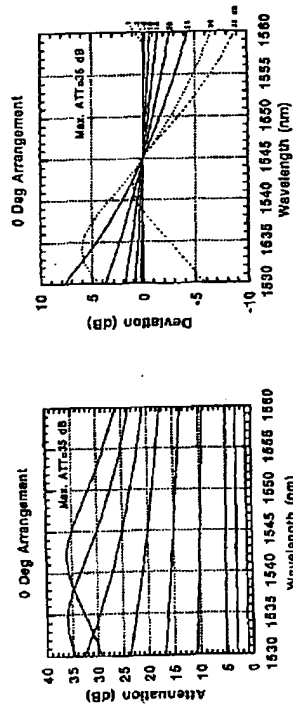 0 Deg Arrangement
Max. ATT=35 dB
Attenuation (dB)
40
35
30
25
20
15
10
5
0
1530 1535 1540 1545 1550 1555 1560
Wavelength (nm)
0 Deg Arrangement
Max. ATT=35 dB
Deviation (dB)
10
5
0
-5
-10
1530 1535 1540 1545 1550 1555 1560
Wavelength (nm)